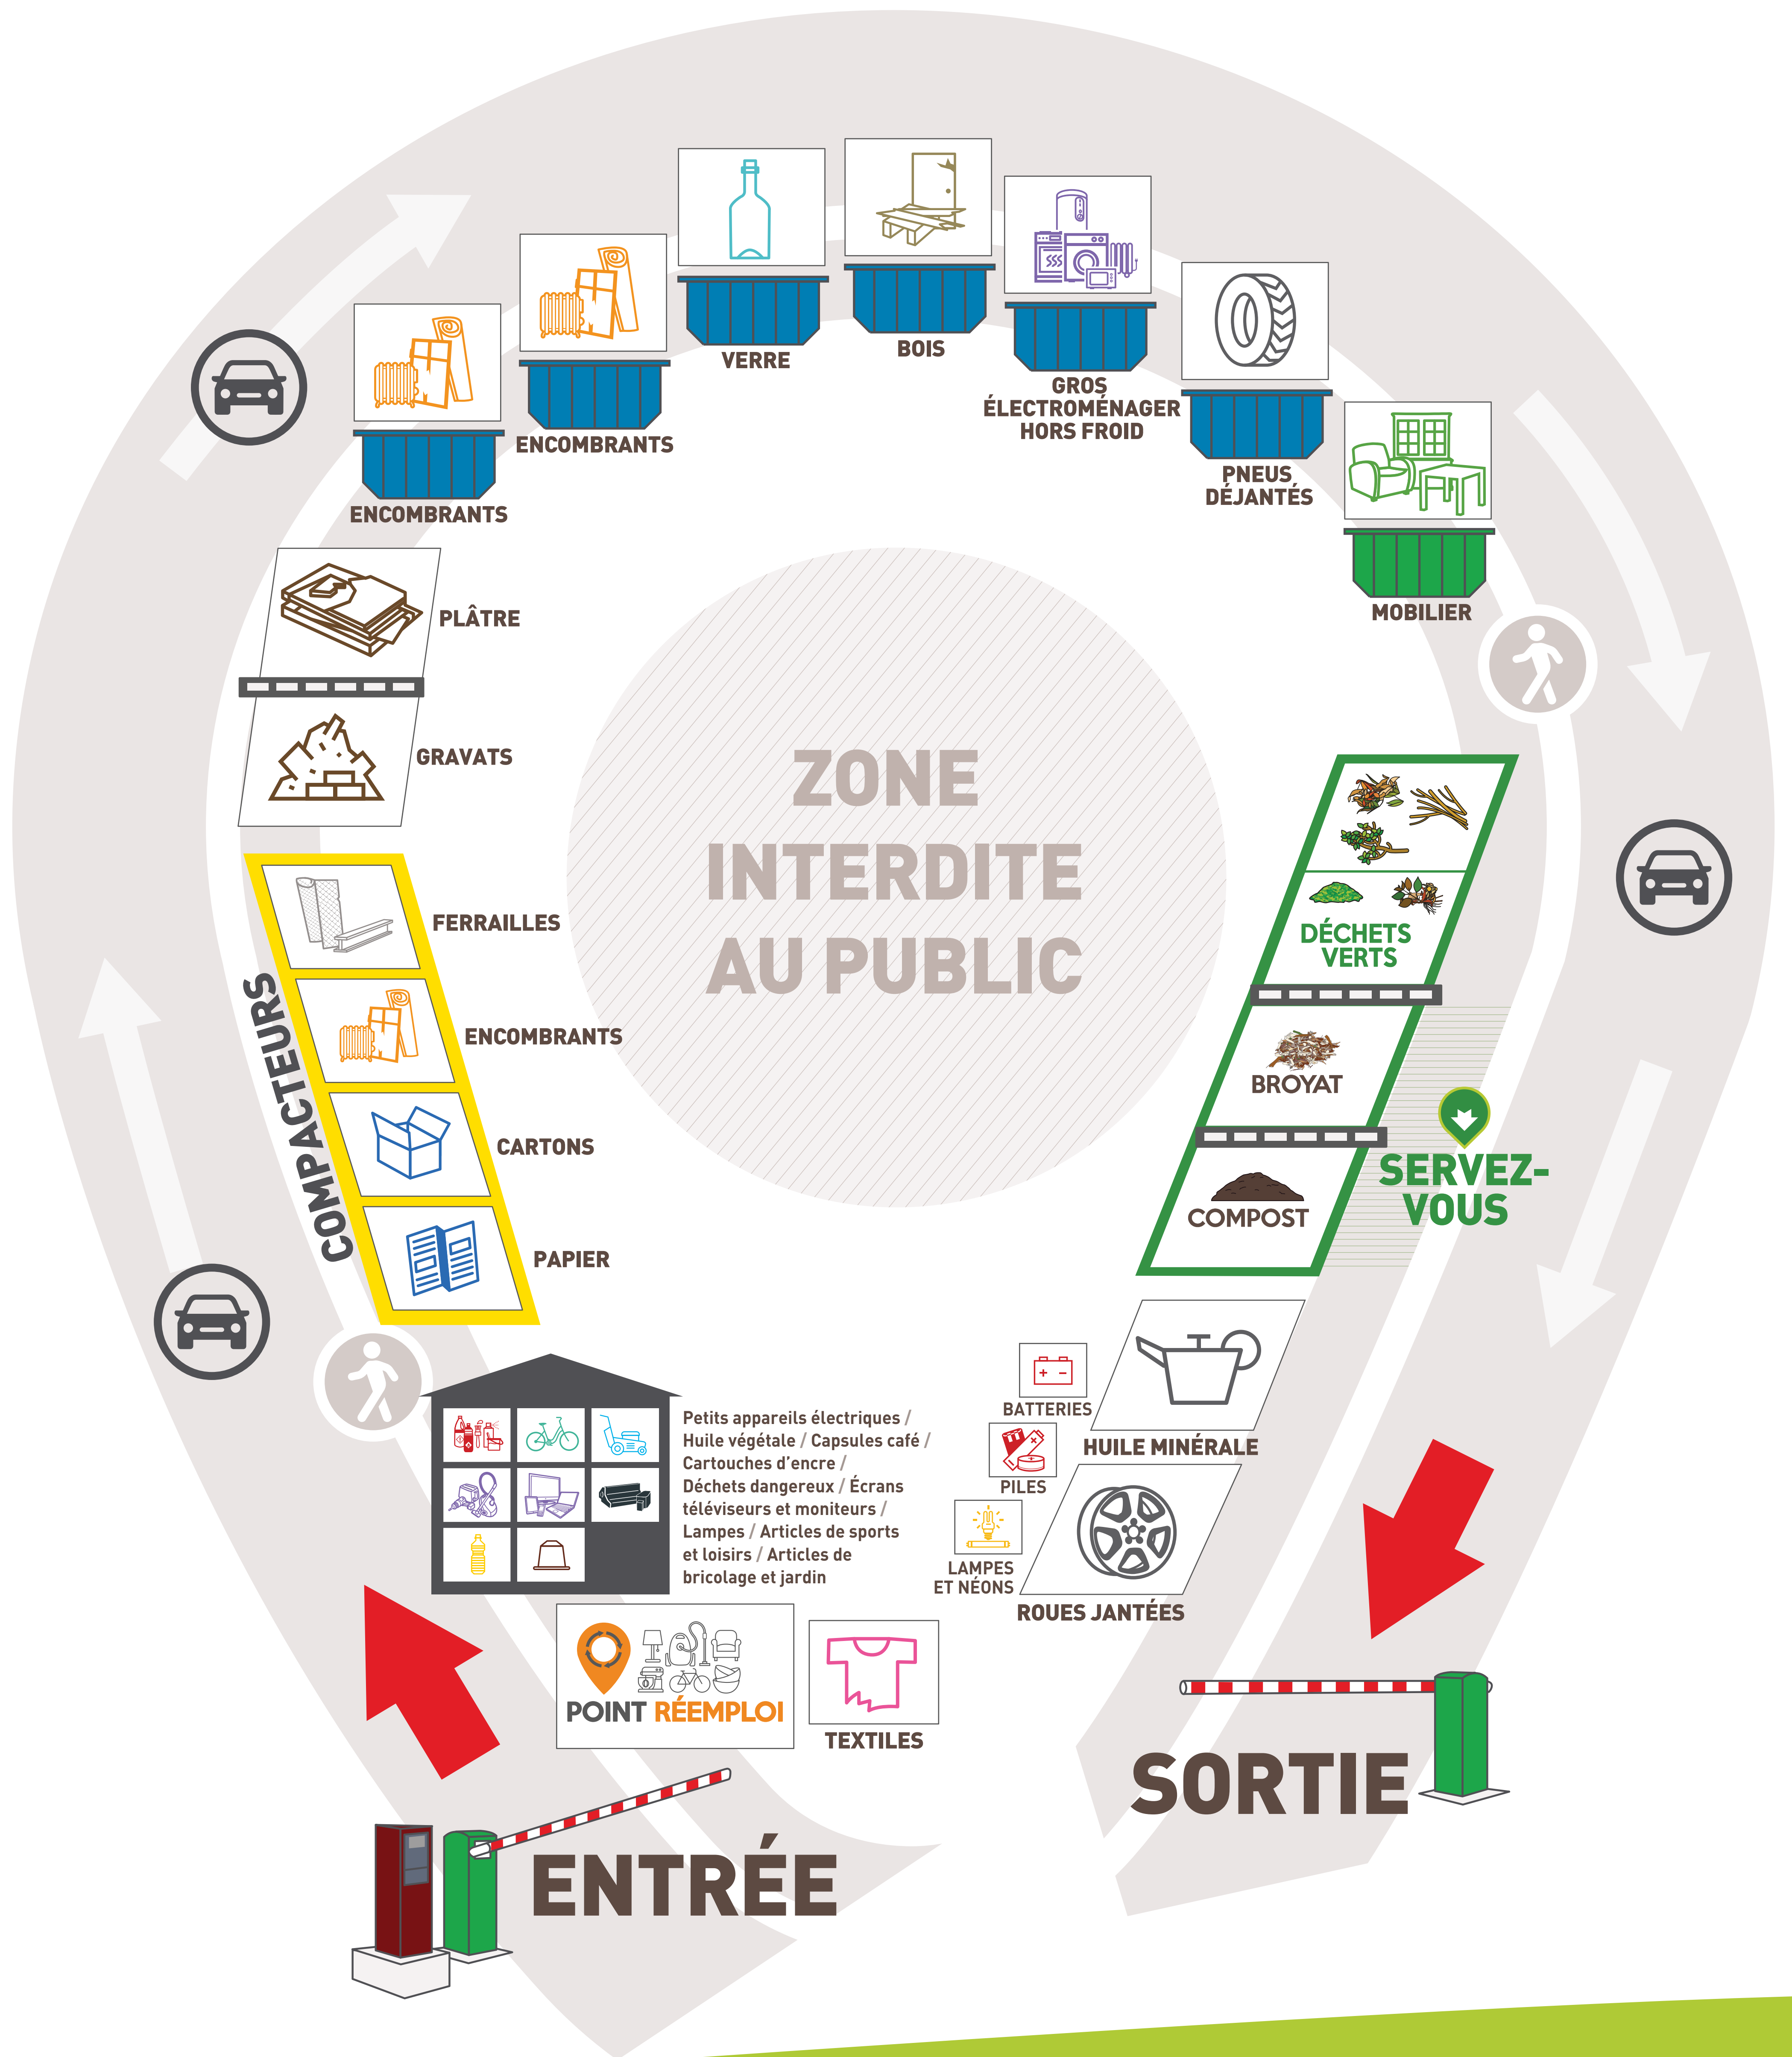 VERRE
BOIS
GROS
ÉLECTROMÉNAGER
HORS FROID
ENCOMBRANTS
ENCOMBRANTS
PNEUS
DÉJANTÉS
MOBILIER
PLÂTRE
GRAVATS
ZONE
INTERDITE
AU PUBLIC
COMPACTEURS
FERRAILLES
ENCOMBRANTS
CARTONS
PAPIER
DÉCHETS
VERTS
BROYAT
SERVEZ-
VOUS
COMPOST
Petits appareils électriques /
Huile végétale / Capsules café /
Cartouches d'encre /
Déchets dangereux / Écrans
téléviseurs et moniteurs /
Lampes / Articles de sports
et loisirs / Articles de
bricolage et jardin
BATTERIES
HUILE MINÉRALE
PILES
LAMPES
ET NÉONS
ROUES JANTÉES
POINT RÉEMPLOI
TEXTILES
SORTIE
ENTRÉE